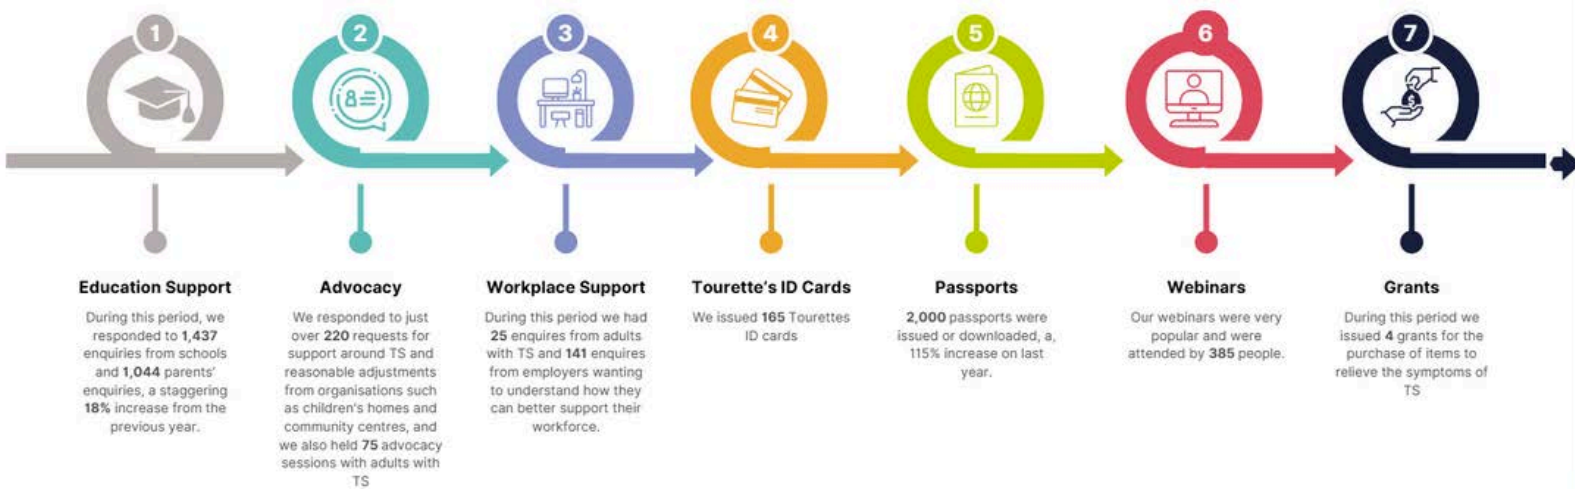 1
2
3
4
5
6
7
Education Support
During this period, we
responded to 1,437
enquiries from schools
and 1,044 parents'
enquiries, a staggering
18% increase from the
previous year.
Advocacy
We responded to just
over 220 requests for
support around TS and
reasonable adjustments
from organisations such
as children's homes and
community centres, and
we also held 75 advocacy
sessions with adults with
TS
Workplace Support
During this period we had
25 enquires from adults
with TS and 141 enquires
from employers wanting
to understand how they
can better support their
workforce.
Tourette's ID Cards
We issued 165 Tourettes
ID cards
Passports
2,000 passports were
issued or downloaded, a,
115% increase on last
year.
Webinars
Our webinars were very
popular and were
attended by 385 people.
Grants
During this period we
issued 4 grants for the
purchase of items to
relieve the symptoms of
TS